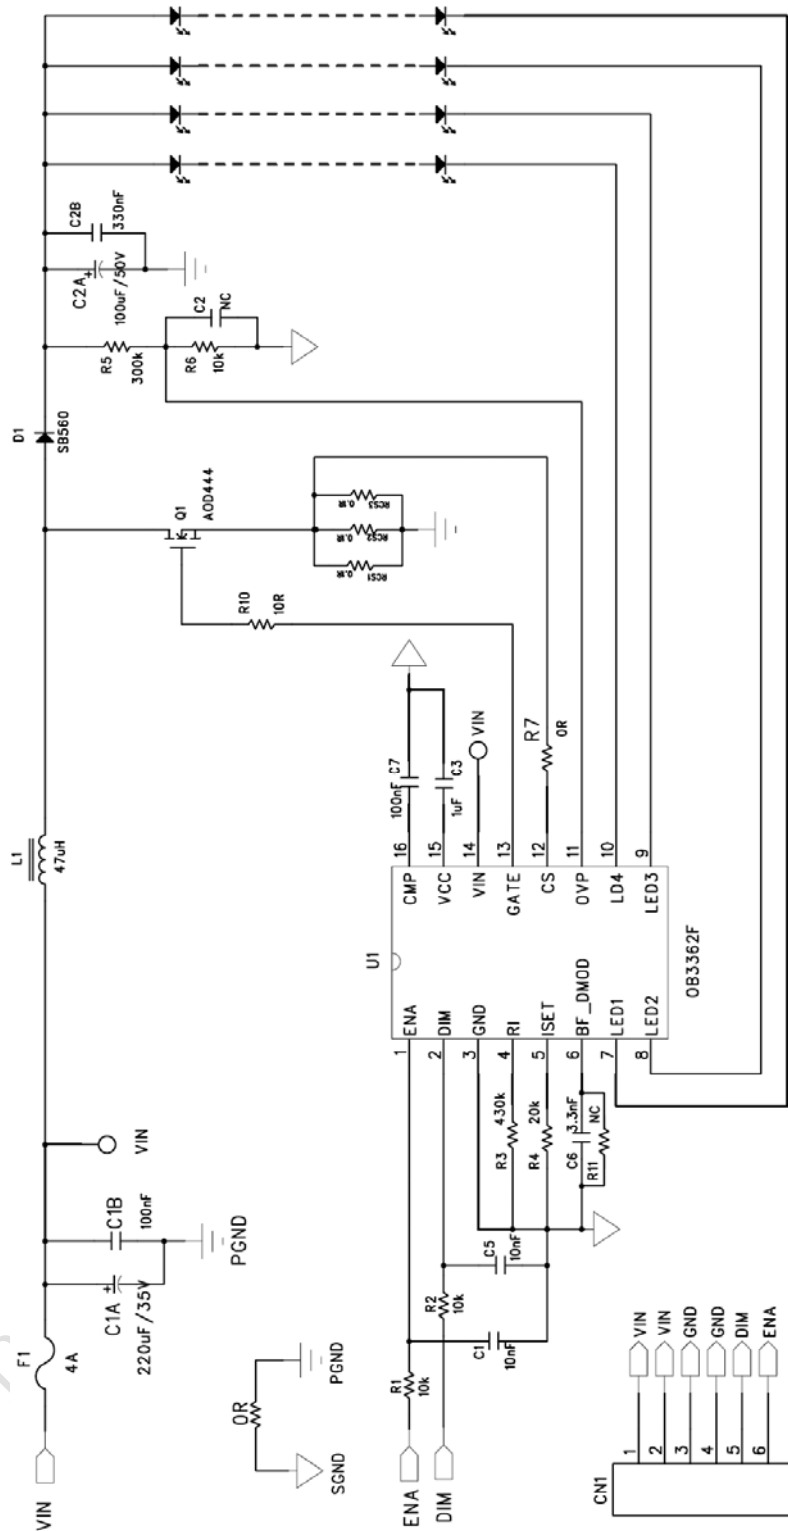 VIN
F1
4A
C1A
220uF/35V
C1B
100nF
PGND
VIN
L1
47uH
D1
SB560
R5
300k
R6
10k
C2
NC
C2A
100uF/50V
C2B
330nF
Q1
AOD444
R10
10R
RCS1
0.1R
RCS2
0.1R
RCS3
0.1R
SGND
0R
PGND
ENA
DIM
R1
10k
R2
10k
C1
10nF
C5
10nF
R3
430k
R4
20k
C6
3.3nF
R11
NC
U1
1 ENA
2 DIM
3 GND
4 RI
5 ISET
6 BF_DMOD
7 LED1
8 LED2
CMP 16
VCC 15
VIN 14
GATE 13
CS 12
OVP 11
LD4 10
LED3 9
OB3362F
100nF C7
1uF C3
VIN
R7
0R
CN1
1 VIN
2 VIN
3 GND
4 GND
5 DIM
6 ENA